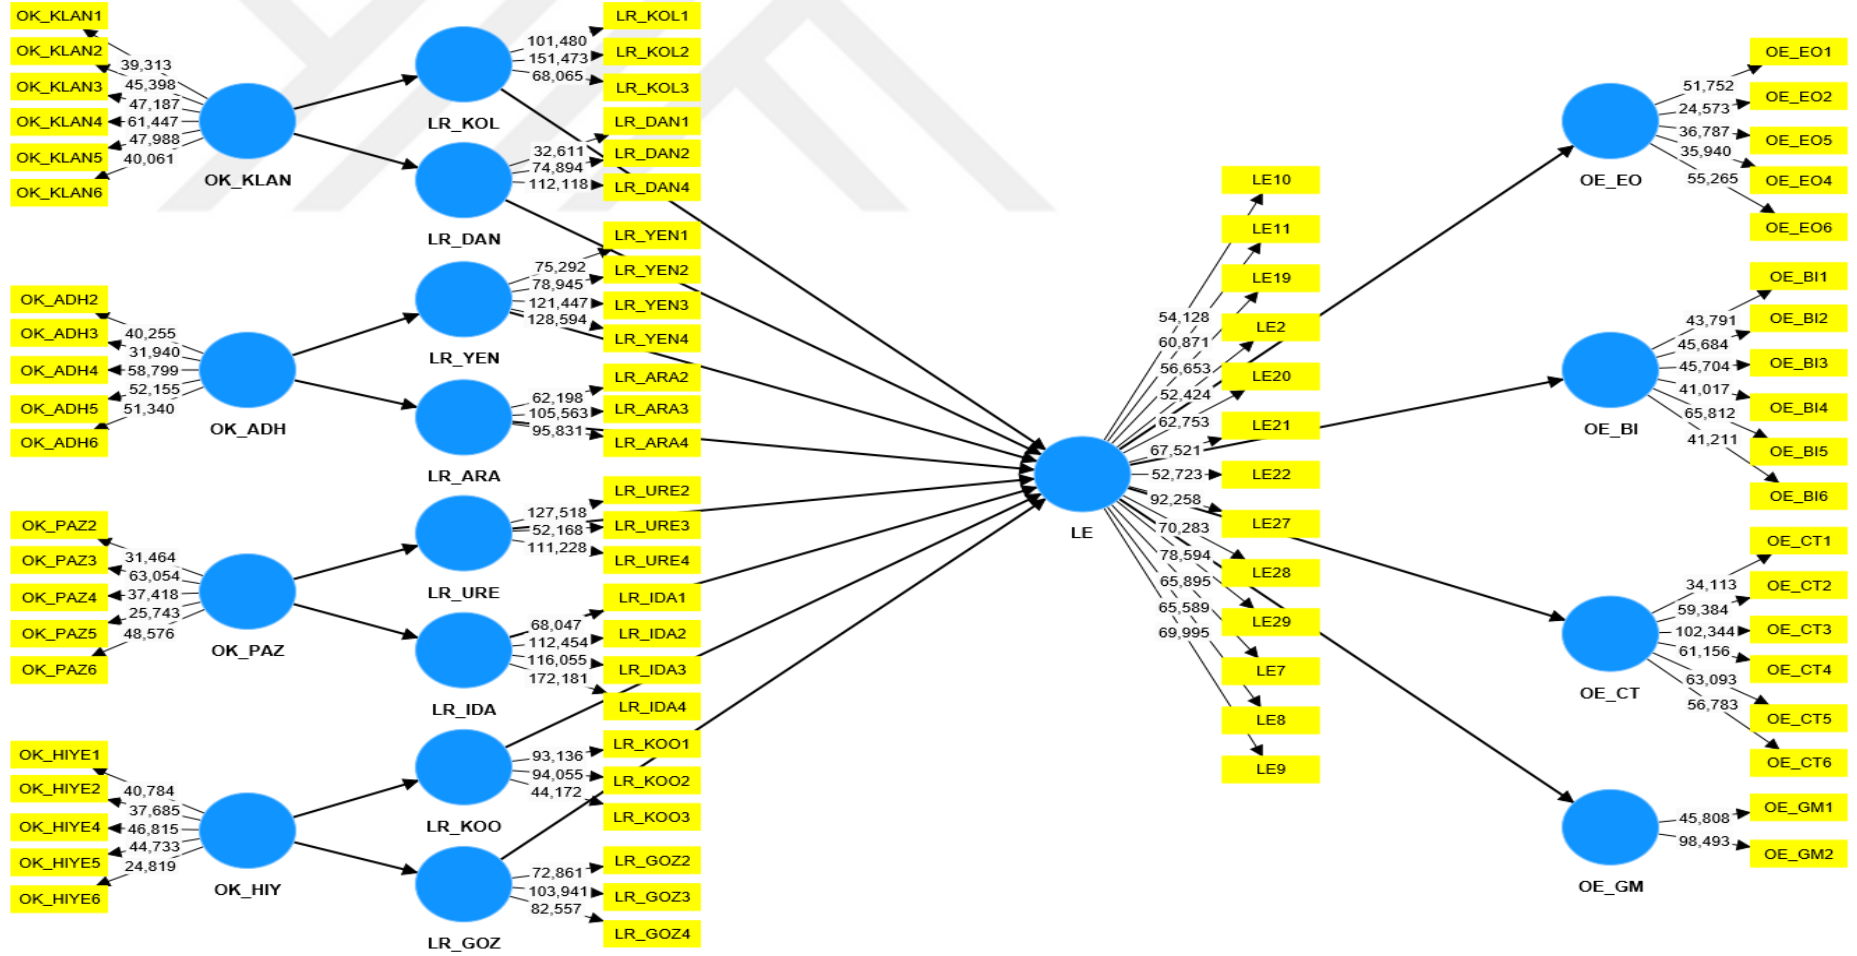 OK_KLAN1
OK_KLAN2
OK_KLAN3
OK_KLAN4
OK_KLAN5
OK_KLAN6
39,313
45,398
47,187
61,447
47,988
40,061
OK_KLAN
OK_ADH2
OK_ADH3
OK_ADH4
OK_ADH5
OK_ADH6
40,255
31,940
58,799
52,155
51,340
OK_ADH
OK_PAZ2
OK_PAZ3
OK_PAZ4
OK_PAZ5
OK_PAZ6
31,464
63,054
37,418
25,743
48,576
OK_PAZ
OK_HIYE1
OK_HIYE2
OK_HIYE4
OK_HIYE5
OK_HIYE6
40,784
37,685
46,815
44,733
24,819
OK_HIY
LR_KOL
101,480
151,473
68,065
LR_KOL1
LR_KOL2
LR_KOL3
LR_DAN
32,611
74,894
112,118
LR_DAN1
LR_DAN2
LR_DAN4
LR_YEN
75,292
78,945
121,447
128,594
LR_YEN1
LR_YEN2
LR_YEN3
LR_YEN4
LR_ARA
62,198
105,563
95,831
LR_ARA2
LR_ARA3
LR_ARA4
LR_URE
127,518
52,168
111,228
LR_URE2
LR_URE3
LR_URE4
LR_IDA
68,047
112,454
116,055
172,181
LR_IDA1
LR_IDA2
LR_IDA3
LR_IDA4
LR_KOO
93,136
94,055
44,172
LR_KOO1
LR_KOO2
LR_KOO3
LR_GOZ
72,861
103,941
82,557
LR_GOZ2
LR_GOZ3
LR_GOZ4
LE
54,128
60,871
56,653
52,424
62,753
67,521
52,723
92,258
70,283
78,594
65,895
65,589
69,995
LE10
LE11
LE19
LE2
LE20
LE21
LE22
LE27
LE28
LE29
LE7
LE8
LE9
OE_EO
51,752
24,573
36,787
35,940
55,265
OE_EO1
OE_EO2
OE_EO5
OE_EO4
OE_EO6
OE_BI
43,791
45,684
45,704
41,017
65,812
41,211
OE_BI1
OE_BI2
OE_BI3
OE_BI4
OE_BI5
OE_BI6
OE_CT
34,113
59,384
102,344
61,156
63,093
56,783
OE_CT1
OE_CT2
OE_CT3
OE_CT4
OE_CT5
OE_CT6
OE_GM
45,808
98,493
OE_GM1
OE_GM2